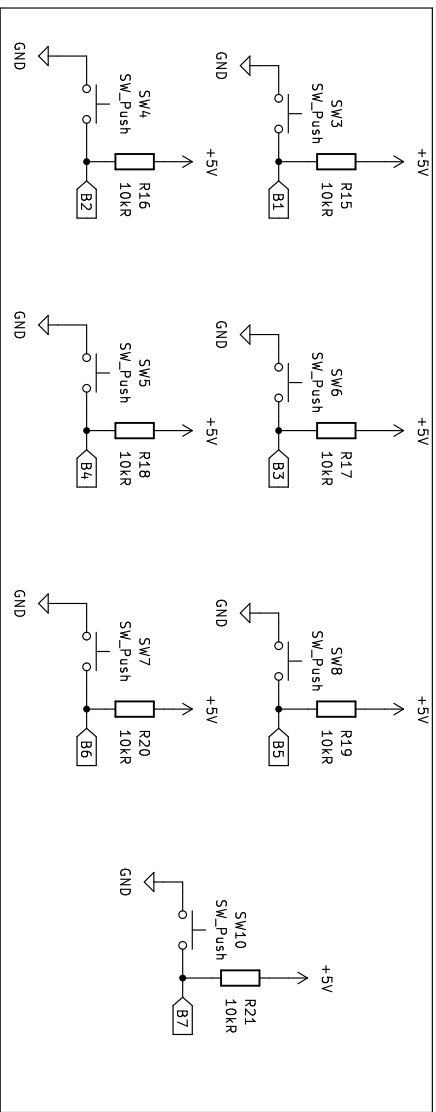 +5V
R15
10kR
SW3
SW_Push
B1
GND
+5V
R17
10kR
SW6
SW_Push
B3
GND
+5V
R19
10kR
SW8
SW_Push
B5
GND
+5V
R21
10kR
SW10
SW_Push
B7
GND
+5V
R16
10kR
SW4
SW_Push
B2
GND
+5V
R18
10kR
SW5
SW_Push
B4
GND
+5V
R20
10kR
SW7
SW_Push
B6
GND